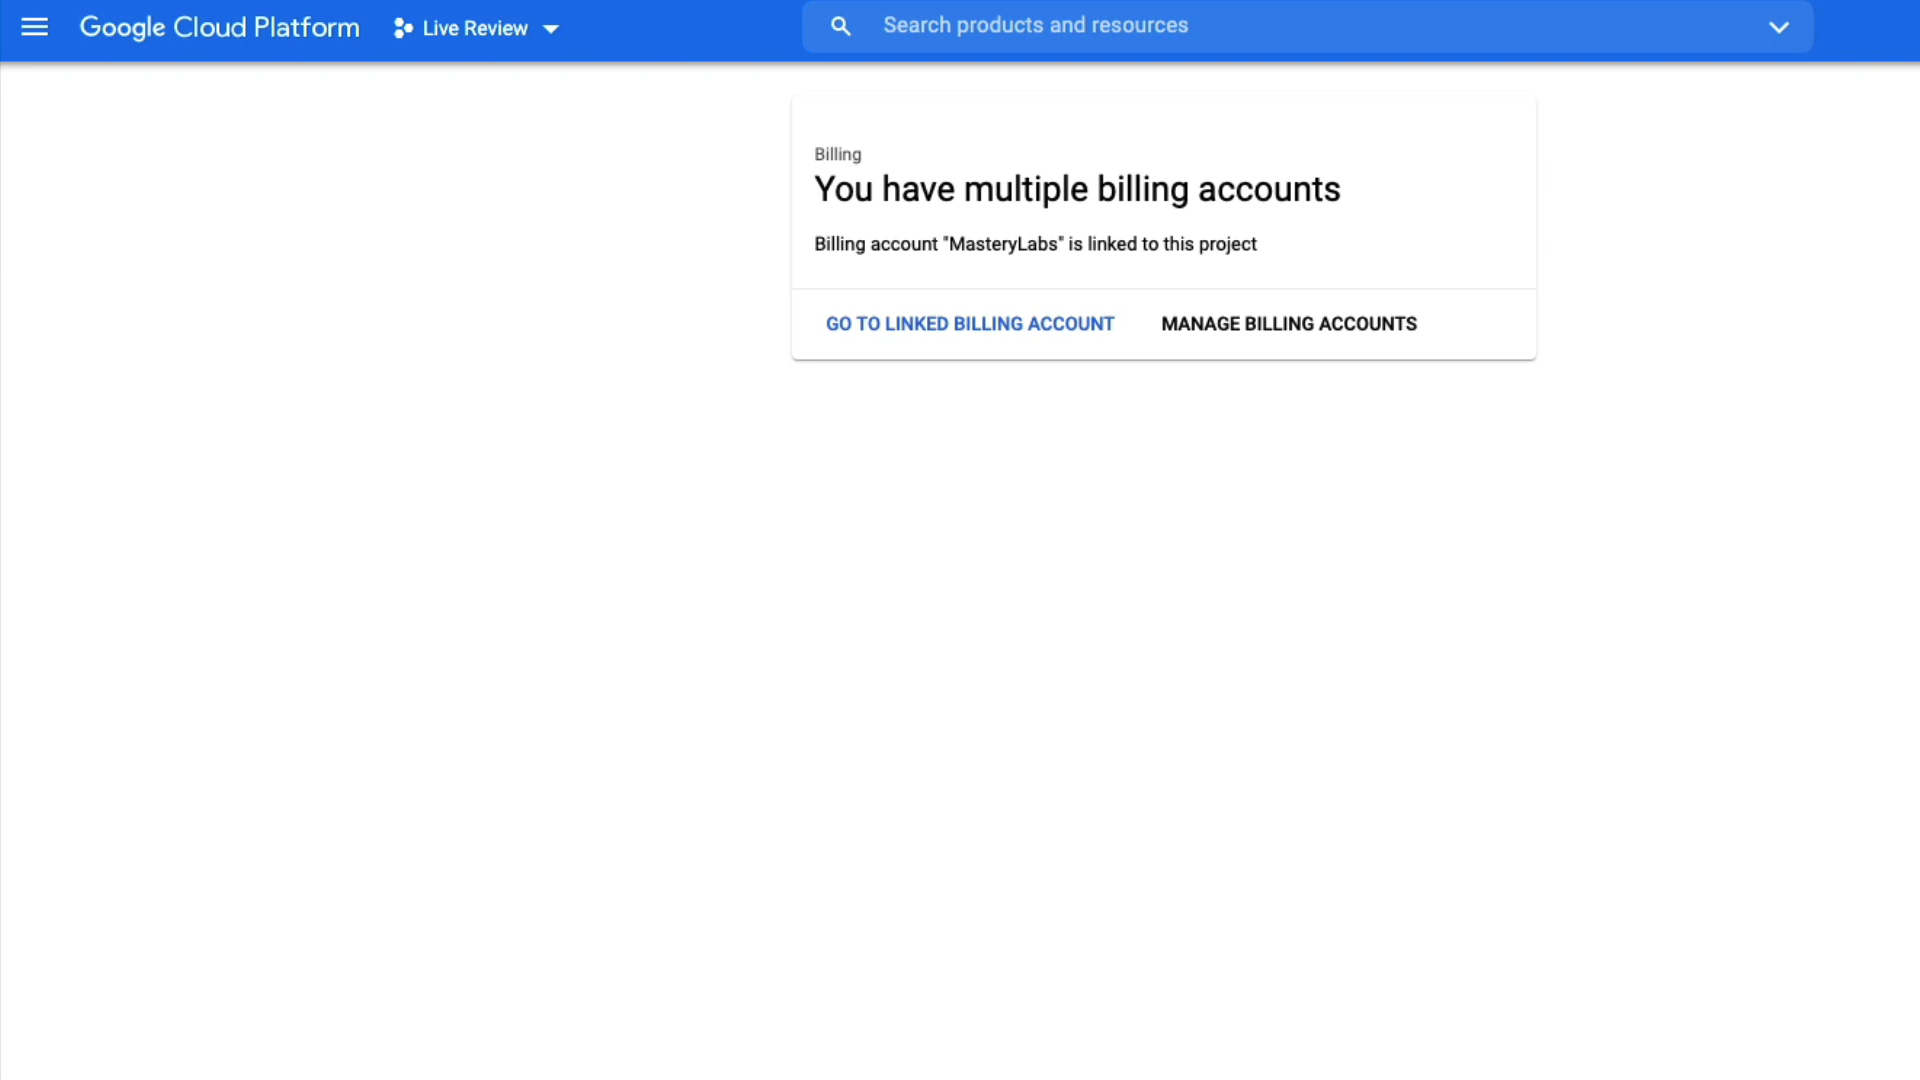 Google Cloud Platform
Live Review
Search products and resources
Billing
You have multiple billing accounts
Billing account "MasteryLabs" is linked to this project
GO TO LINKED BILLING ACCOUNT
MANAGE BILLING ACCOUNTS